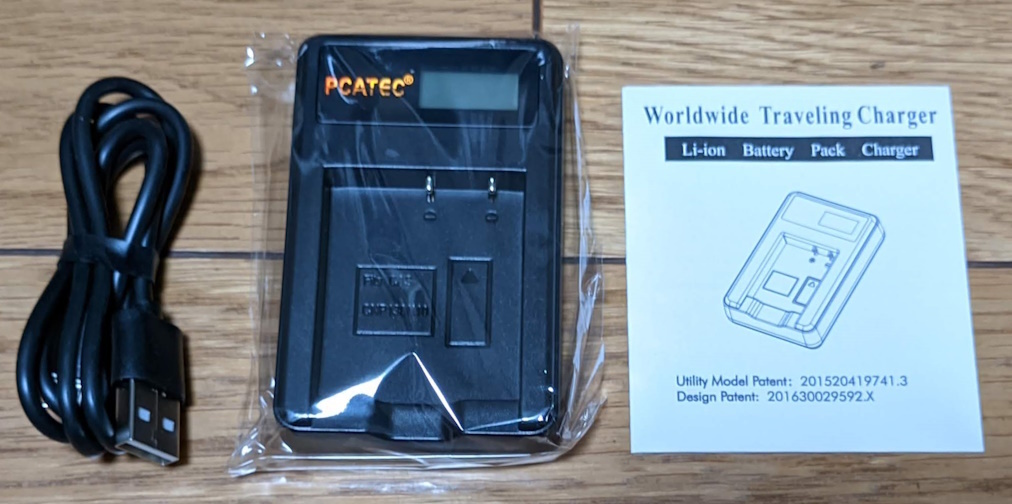 PCATEC®
Worldwide Traveling Charger
Li-ion Battery Pack Charger
Utility Model Patent: 201520419741.3
Design Patent: 201630029592.X